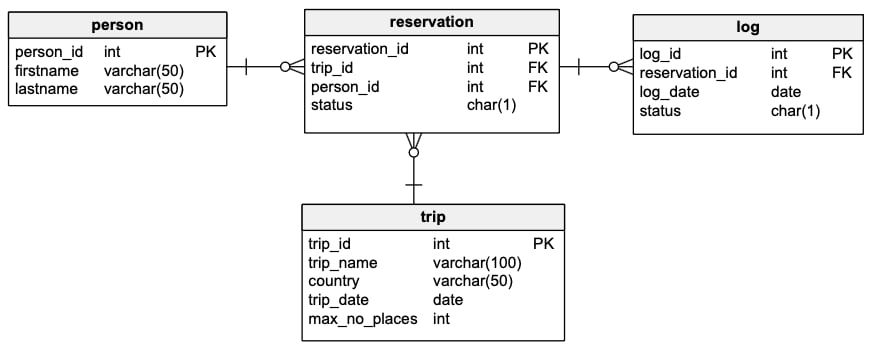 person
person_id int PK
firstname varchar(50)
lastname varchar(50)
reservation
reservation_id int PK
trip_id int FK
person_id int FK
status char(1)
log
log_id int PK
reservation_id int FK
log_date date
status char(1)
trip
trip_id int PK
trip_name varchar(100)
country varchar(50)
trip_date date
max_no_places int